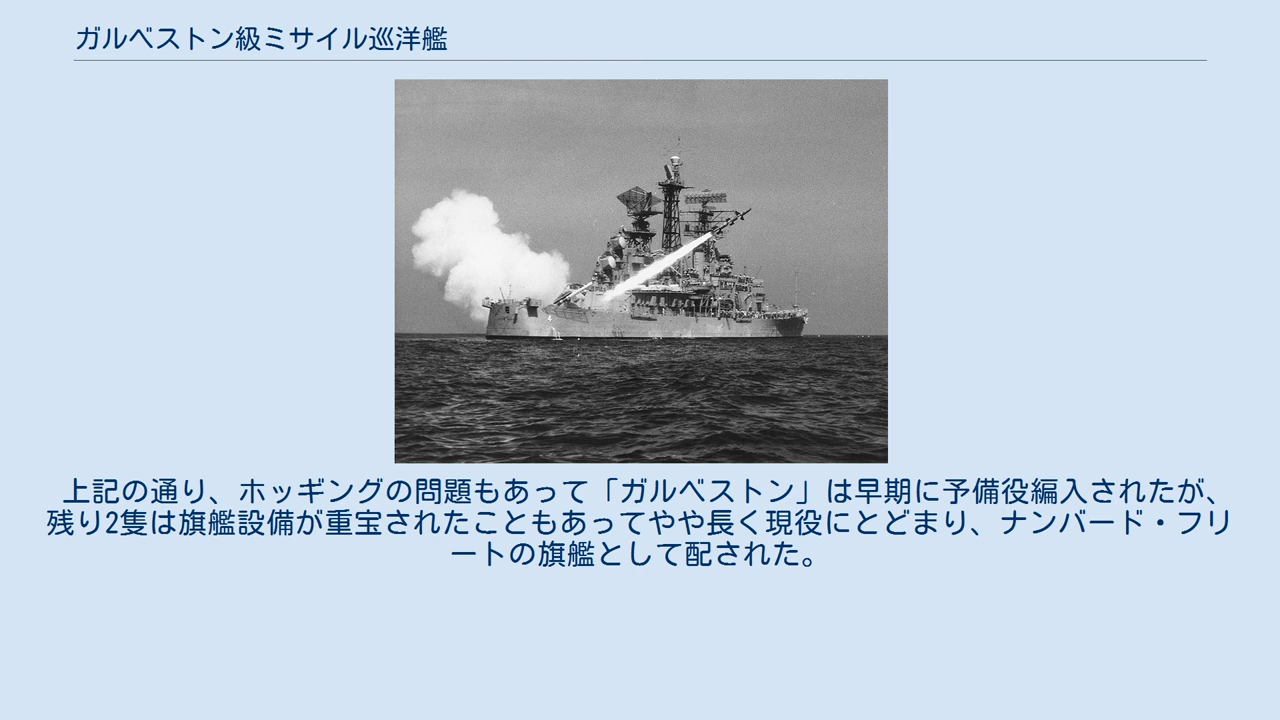 ガルベストン級ミサイル巡洋艦
上記の通り、ホッギングの問題もあって「ガルベストン」は早期に予備役編入されたが、
残り2隻は旗艦設備が重宝されたこともあってやや長く現役にとどまり、ナンバード・フリ
ートの旗艦として配された。